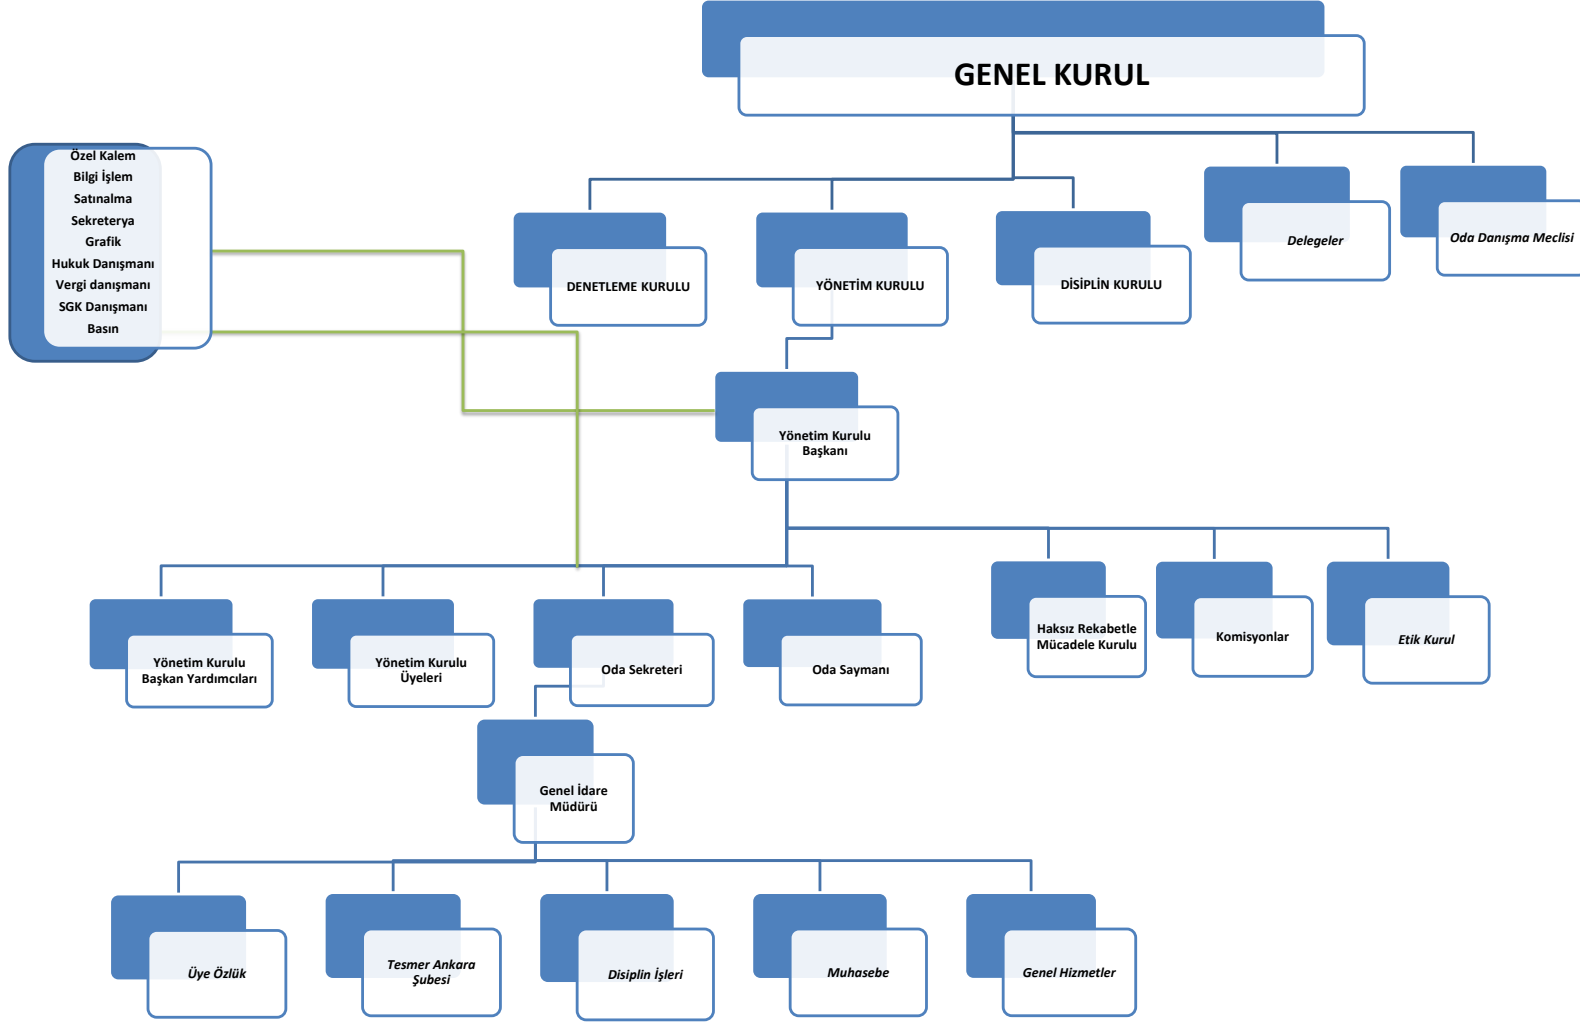 GENEL KURUL
Özel Kalem
Bilgi İşlem
Satınalma
Sekreterya
Grafik
Hukuk Danışmanı
Vergi danışmanı
SGK Danışmanı
Basın
DENETLEME KURULU
YÖNETİM KURULU
DİSİPLİN KURULU
Delegeler
Oda Danışma Meclisi
Yönetim Kurulu
Başkanı
Yönetim Kurulu
Başkan Yardımcıları
Yönetim Kurulu
Üyeleri
Oda Sekreteri
Oda Saymanı
Haksız Rekabetle
Mücadele Kurulu
Komisyonlar
Etik Kurul
Genel İdare
Müdürü
Üye Özlük
Tesmer Ankara
Şubesi
Disiplin İşleri
Muhasebe
Genel Hizmetler